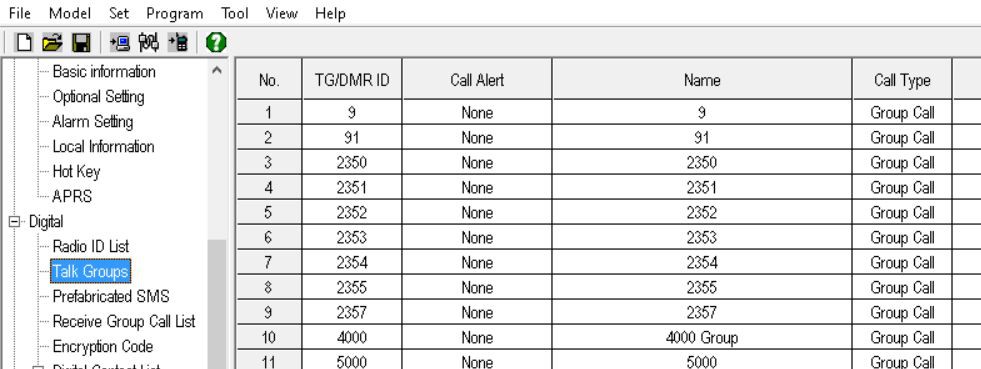 File Model Set Program Tool View Help
Basic information
Optional Setting
Alarm Setting
Local Information
Hot Key
APRS
Digital
Radio ID List
Talk Groups
Prefabricated SMS
Receive Group Call List
Encryption Code
Digital Contact List
No. TG/DMR ID Call Alert Name Call Type
1 9 None 9 Group Call
2 91 None 91 Group Call
3 2350 None 2350 Group Call
4 2351 None 2351 Group Call
5 2352 None 2352 Group Call
6 2353 None 2353 Group Call
7 2354 None 2354 Group Call
8 2355 None 2355 Group Call
9 2357 None 2357 Group Call
10 4000 None 4000 Group Group Call
11 5000 None 5000 Group Call